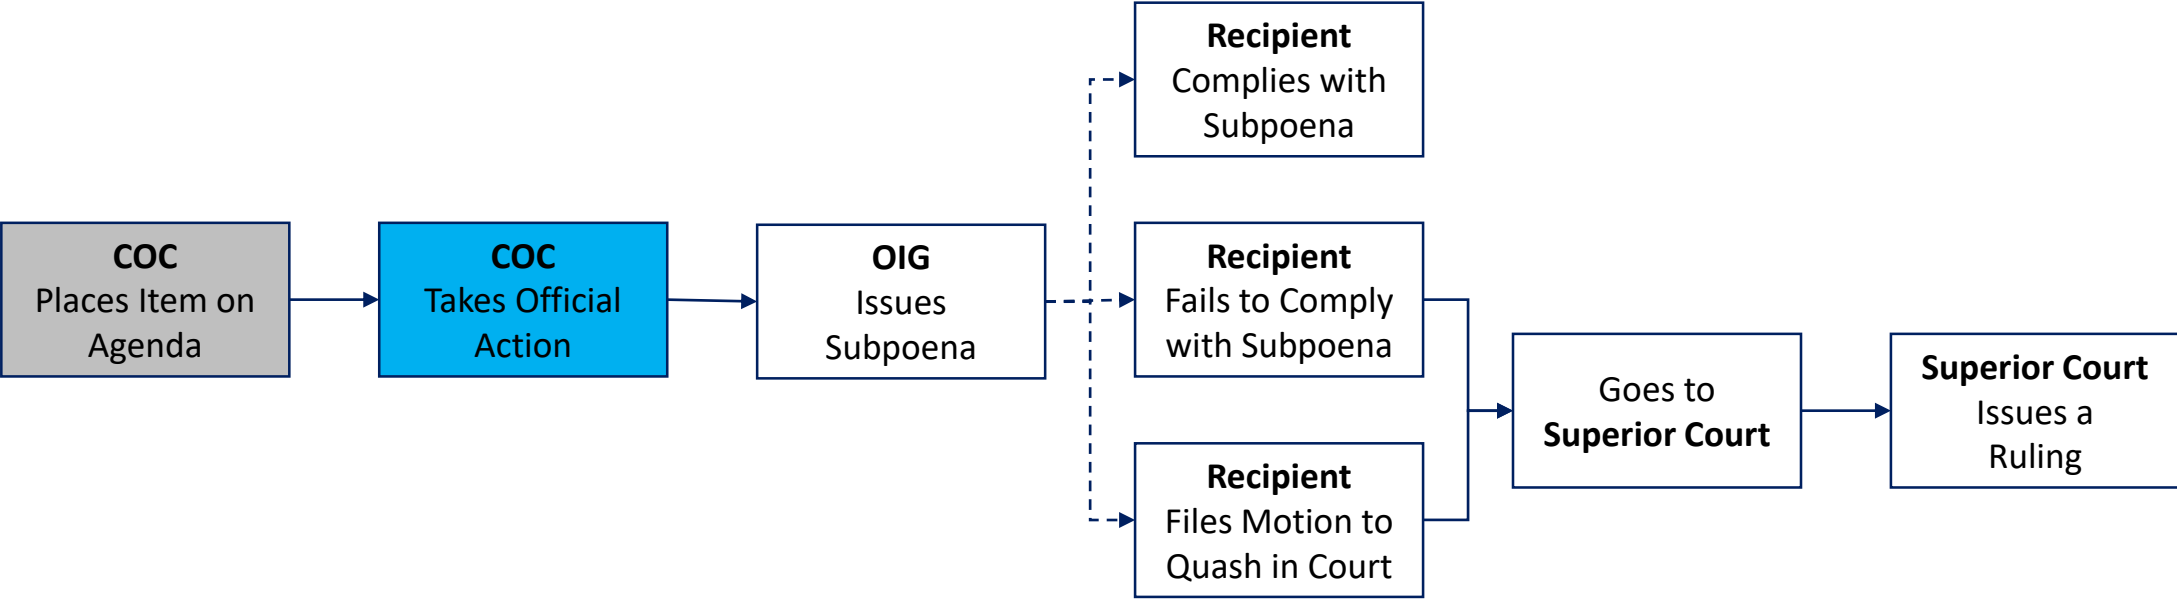 COC
Places Item on
Agenda
COC
Takes Official
Action
OIG
Issues
Subpoena
Recipient
Complies with
Subpoena
Recipient
Fails to Comply
with Subpoena
Recipient
Files Motion to
Quash in Court
Goes to
Superior Court
Superior Court
Issues a
Ruling